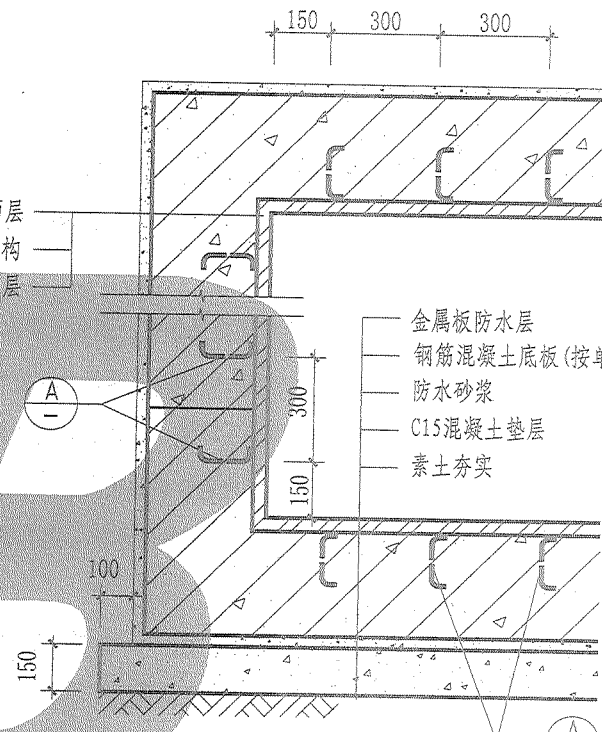 150 300 300
层
构
层
金属板防水层
钢筋混凝土底板(按单
防水砂浆
C15混凝土垫层
素土夯实
A
300
150
100
150
A